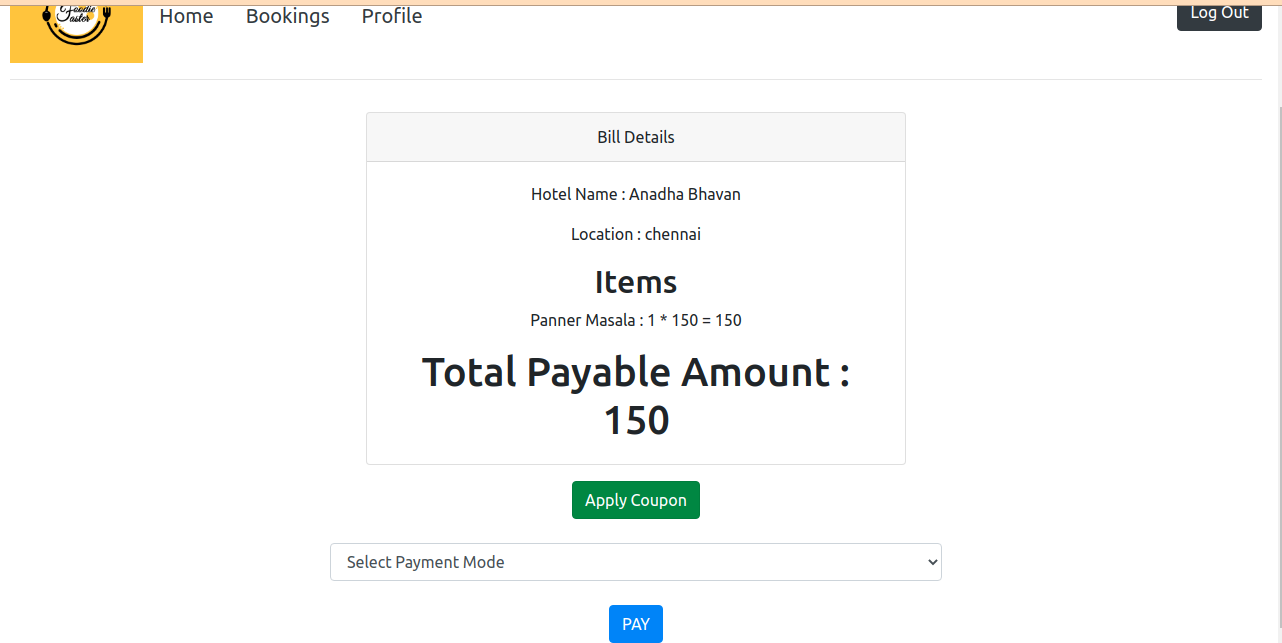 Foodie
Taster
Home Bookings Profile
Log Out
Bill Details
Hotel Name : Anadha Bhavan
Location : chennai
Items
Panner Masala : 1 * 150 = 150
Total Payable Amount :
150
Apply Coupon
Select Payment Mode
PAY